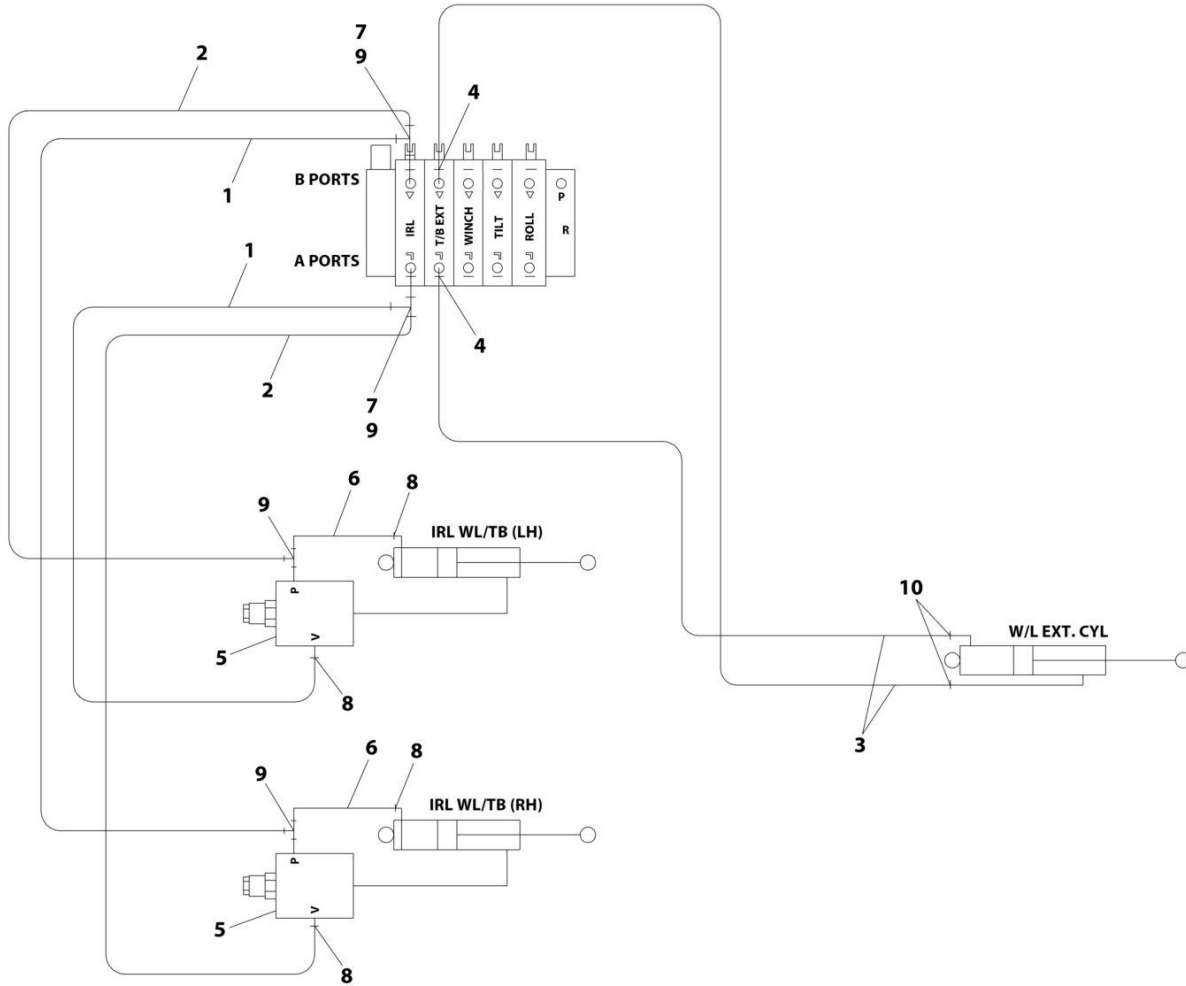 7
9
2
4
1
B PORTS
P
IRL
T/B EXT
WINCH
TILT
ROLL
R
A PORTS
1
4
2
7
9
6
8
9
IRL WL/TB (LH)
P
V
5
8
10
W/L EXT. CYL
3
6
8
9
IRL WL/TB (RH)
P
V
5
8